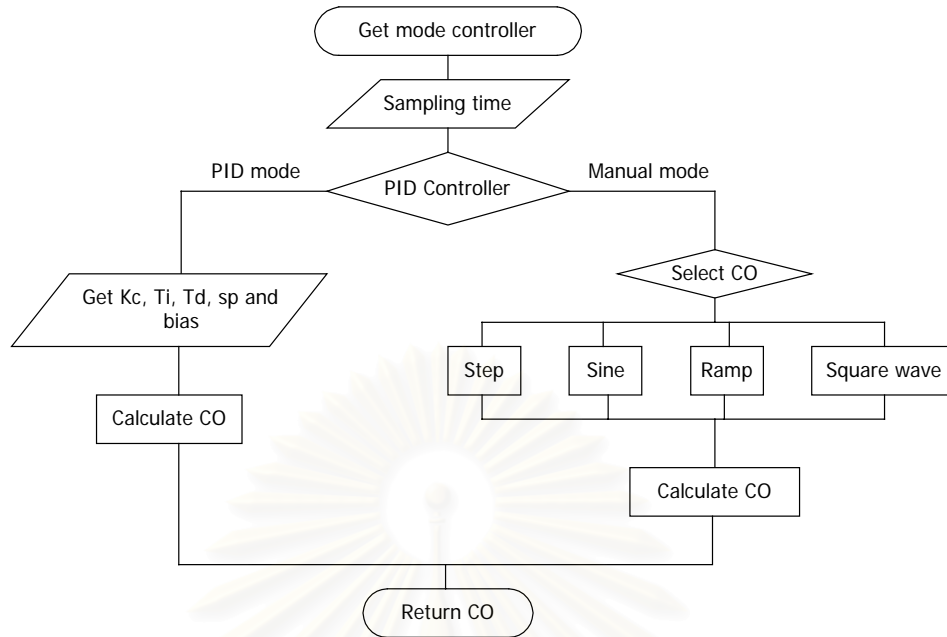 Get mode controller
Sampling time
PID mode
PID Controller
Manual mode
Select CO
Get Kc, Ti, Td, sp and
bias
Step
Sine
Ramp
Square wave
Calculate CO
Calculate CO
Return CO